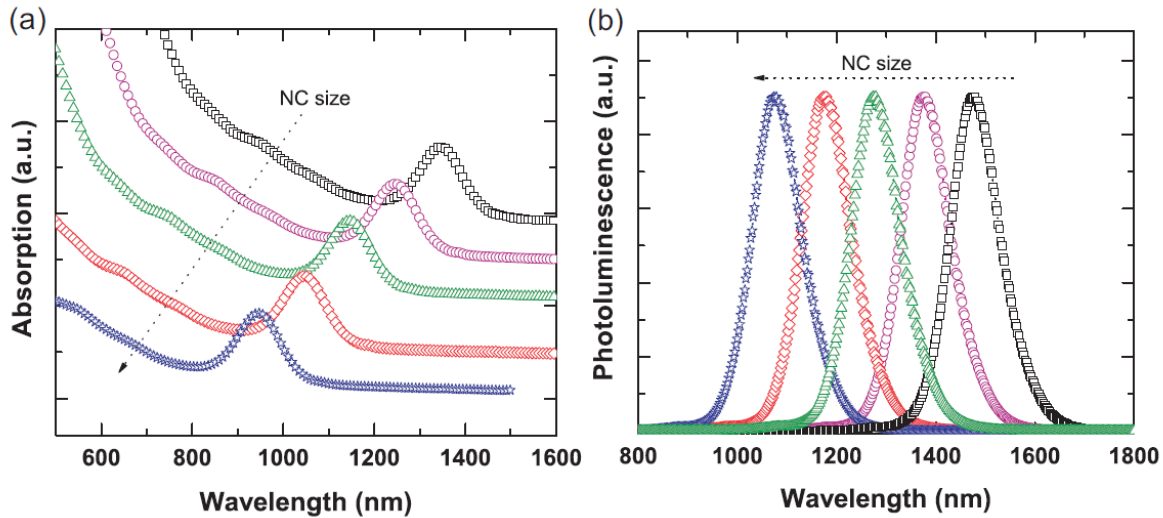 (a)
NC size
Absorption (a.u.)
600 800 1000 1200 1400 1600
Wavelength (nm)
(b)
NC size
Photoluminescence (a.u.)
800 1000 1200 1400 1600 1800
Wavelength (nm)